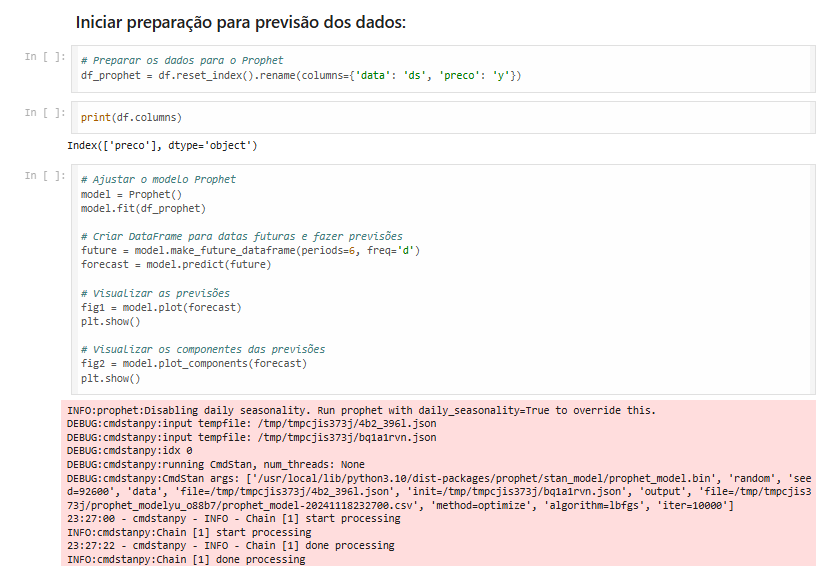 Iniciar preparação para previsão dos dados:
In [ ]:
# Preparar os dados para o Prophet
df_prophet = df.reset_index().rename(columns={'data': 'ds', 'preco': 'y'})
In [ ]:
print(df.columns)
Index(['preco'], dtype='object')
In [ ]:
# Ajustar o modelo Prophet
model = Prophet()
model.fit(df_prophet)
# Criar DataFrame para datas futuras e fazer previsões
future = model.make_future_dataframe(periods=6, freq='d')
forecast = model.predict(future)
# Visualizar as previsões
fig1 = model.plot(forecast)
plt.show()
# Visualizar os componentes das previsões
fig2 = model.plot_components(forecast)
plt.show()
INFO:prophet:Disabling daily seasonality. Run prophet with daily_seasonality=True to override this.
DEBUG:cmdstanpy:input tempfile: /tmp/tmpcjis373j/4b2_396l.json
DEBUG:cmdstanpy:input tempfile: /tmp/tmpcjis373j/bq1a1rvn.json
DEBUG:cmdstanpy:idx 0
DEBUG:cmdstanpy:running CmdStan, num_threads: None
DEBUG:cmdstanpy:CmdStan args: ['/usr/local/lib/python3.10/dist-packages/prophet/stan_model/prophet_model.bin', 'random', 'see
d=92600', 'data', 'file=/tmp/tmpcjis373j/4b2_396l.json', 'init=/tmp/tmpcjis373j/bq1a1rvn.json', 'output', 'file=/tmp/tmpcjis3
73j/prophet_modelyu_o88b7/prophet_model-20241118232700.csv', 'method=optimize', 'algorithm=lbfgs', 'iter=10000']
23:27:00 - cmdstanpy - INFO - Chain [1] start processing
INFO:cmdstanpy:Chain [1] start processing
23:27:22 - cmdstanpy - INFO - Chain [1] done processing
INFO:cmdstanpy:Chain [1] done processing